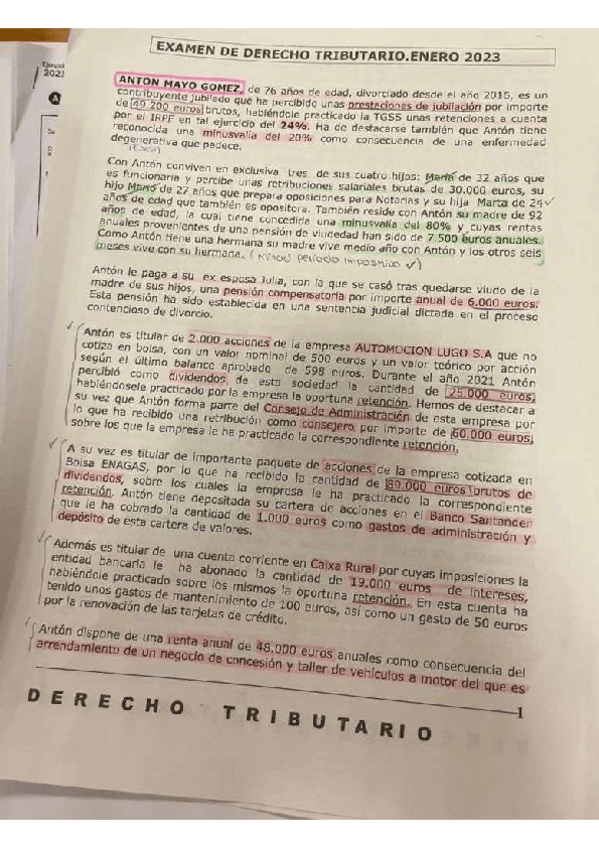 Ejercici
2021
A
EXAMEN DE DERECHO TRIBUTARIO.ENERO 2023
ANTON MAYO GOMEZ, de 76 años de edad, divorciado desde el año 2015, es un
contribuyente jubilado que ha percibido unas prestaciones de jubilación por importe
de 49.200 euros brutos, habiéndole practicado la TGSS unas retenciones a cuenta
por el IRPF en tal ejercicio del 24%. Ha de destacarse también que Antón tiene
reconocida una minusvalía del 20% como consecuencia de una enfermedad
degenerativa que padece.
Con Antón conviven en exclusiva tres de sus cuatro hijos: María de 32 años que
es funcionaria y percibe unas retribuciones salariales brutas de 30.000 euros, su
hijo Mario de 27 años que prepara oposiciones para Notarías y su hija Marta de 24
años de edad que también es opositora. También reside con Antón su madre de 92
años de edad, la cual tiene concedida una minusvalía del 80% y cuyas rentas
anuales provenientes de una pensión de viudedad han sido de 7.500 euros anuales.
Como Antón tiene una hermana su madre vive medio año con Antón y los otros seis
meses vive con su hermana. (mitad período impositivo ✓)
Antón le paga a su ex esposa Julia, con la que se casó tras quedarse viudo de la
madre de sus hijos, una pensión compensatoria por importe anual de 6.000 euros.
Esta pensión ha sido establecida en una sentencia judicial dictada en el proceso
contencioso de divorcio.
Antón es titular de 2.000 acciones de la empresa AUTOMOCION LUGO S.A que no
cotiza en bolsa, con un valor nominal de 500 euros y un valor teórico por acción
según el último balance aprobado de 598 euros. Durante el año 2021 Antón
percibió como dividendos, de esta sociedad la cantidad de 25.000 euros,
habiéndosele practicado por la empresa la oportuna retención. Hemos de destacar a
su vez que Antón forma parte del Consejo de Administración de esta empresa por
lo que ha recibido una retribución como consejero por importe de 60.000 euros,
sobre los que la empresa le ha practicado la correspondiente retención.
A su vez es titular de importante paquete de acciones de la empresa cotizada en
Bolsa ENAGAS, por lo que ha recibido la cantidad de 89.000 euros brutos de
dividendos, sobre los cuales la empresa le ha practicado la correspondiente
retención. Antón tiene depositada su cartera de acciones en el Banco Santander
que le ha cobrado la cantidad de 1.000 euros como gastos de administración y
depósito de esta cartera de valores.
Además es titular de una cuenta corriente en Caixa Rural por cuyas imposiciones la
entidad bancaria le ha abonado la cantidad de 19.000 euros de intereses,
habiéndole practicado sobre los mismos la oportuna retención. En esta cuenta ha
tenido unos gastos de mantenimiento de 100 euros, así como un gasto de 50 euros
por la renovación de las tarjetas de crédito.
Antón dispone de una renta anual de 48.000 euros anuales como consecuencia del
arrendamiento de un negocio de concesión y taller de vehículos a motor del que es
1
DERECHO TRIBUTARIO